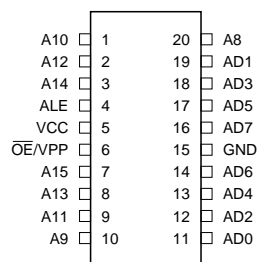 A10 1 20 A8
A12 2 19 AD1
A14 3 18 AD3
ALE 4 17 AD5
VCC 5 16 AD7
O̅E̅/VPP 6 15 GND
A15 7 14 AD6
A13 8 13 AD4
A11 9 12 AD2
A9 10 11 AD0